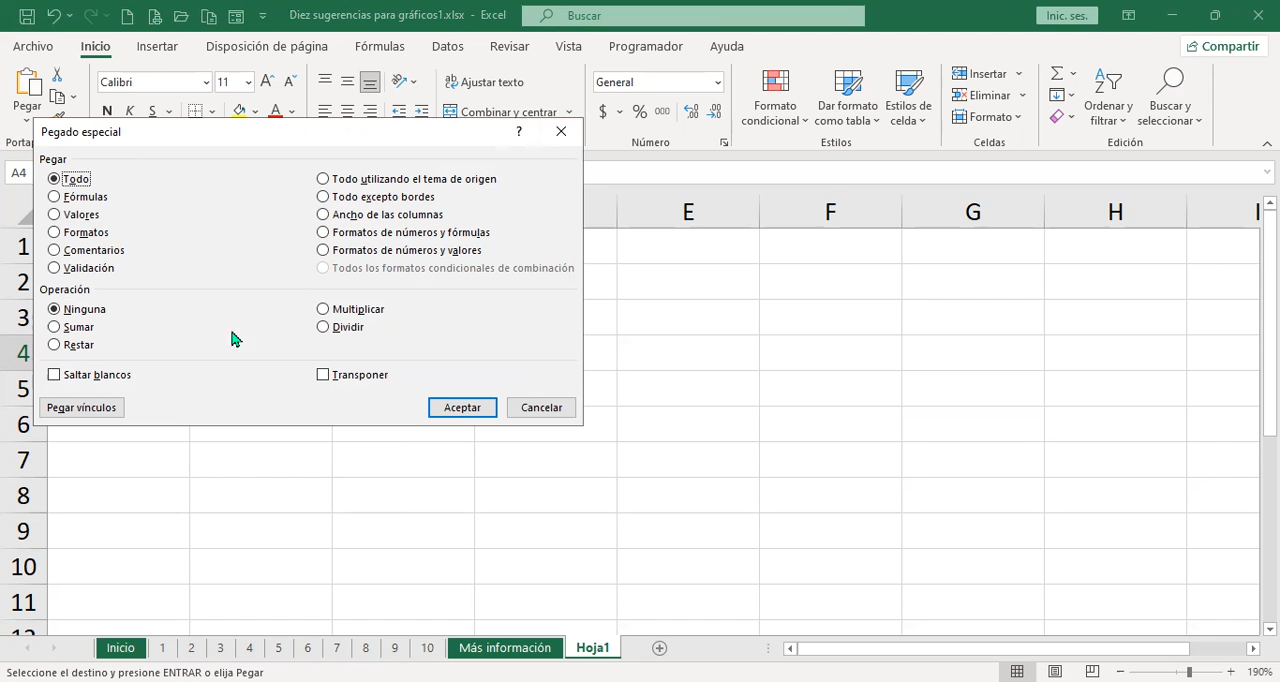 Diez sugerencias para gráficos1.xlsx - Excel
Buscar
Inic. ses.
Archivo Inicio Insertar Disposición de página Fórmulas Datos Revisar Vista Programador Ayuda Compartir
Pegar
Calibri 11
Ajustar texto
General
Formato condicional
Dar formato como tabla
Estilos de celda
Insertar
Eliminar
Formato
Ordenar y filtrar
Buscar y seleccionar
N K S A
Combinar y centrar
$ % 000
Número Estilos Celdas Edición
A4
Pegado especial
Pegar
Todo Todo utilizando el tema de origen
Fórmulas Todo excepto bordes
Valores Ancho de las columnas
Formatos Formatos de números y fórmulas
Comentarios Formatos de números y valores
Validación Todos los formatos condicionales de combinación
Operación
Ninguna Multiplicar
Sumar Dividir
Restar
Saltar blancos Transponer
Pegar vínculos Aceptar Cancelar
E F G H I
1
2
3
4
5
6
7
8
9
10
11
12
Inicio 1 2 3 4 5 6 7 8 9 10 Más información Hoja1
Seleccione el destino y presione ENTRAR o elija Pegar
190%